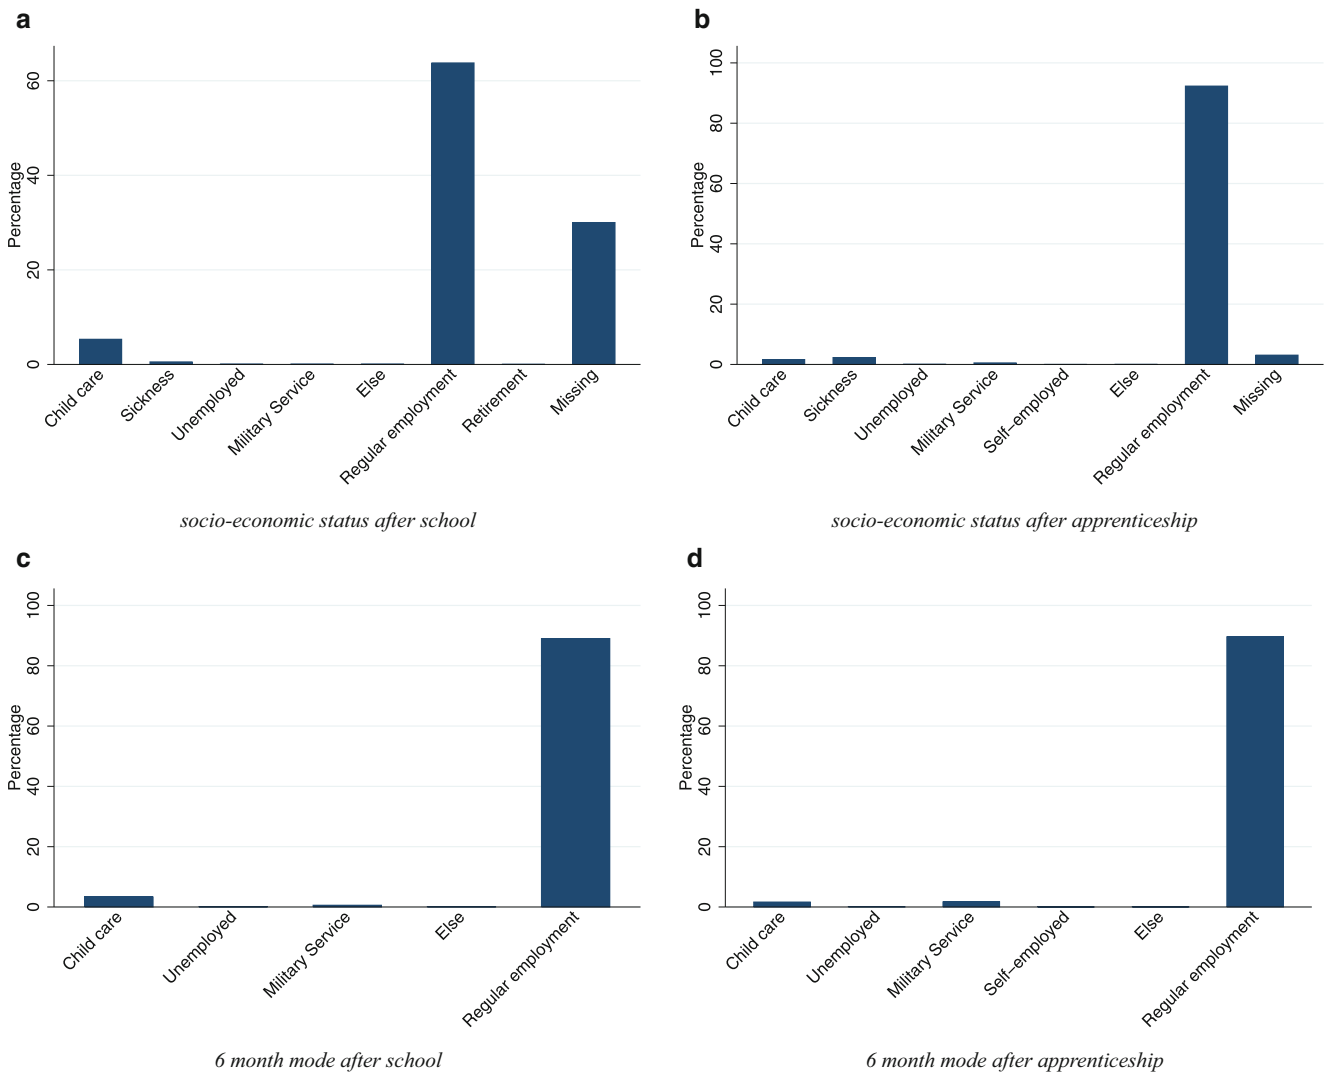 a
Percentage
60
40
20
0
Child care
Sickness
Unemployed
Military Service
Else
Regular employment
Retirement
Missing
socio-economic status after school
b
Percentage
100
80
60
40
20
0
Child care
Sickness
Unemployed
Military Service
Self−employed
Else
Regular employment
Missing
socio-economic status after apprenticeship
c
Percentage
100
80
60
40
20
0
Child care
Unemployed
Military Service
Else
Regular employment
6 month mode after school
d
Percentage
100
80
60
40
20
0
Child care
Unemployed
Military Service
Self−employed
Else
Regular employment
6 month mode after apprenticeship